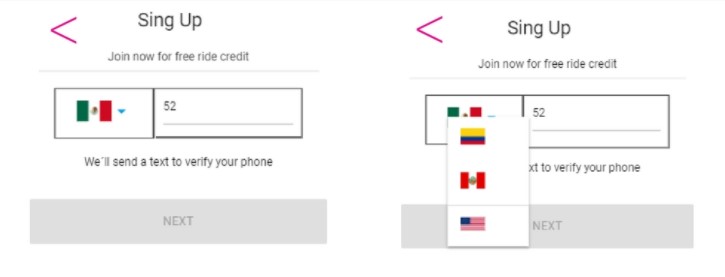 Sing Up
Join now for free ride credit
52
We´ll send a text to verify your phone
NEXT
Sing Up
Join now for free ride credit
52
xt to verify your phone
NEXT